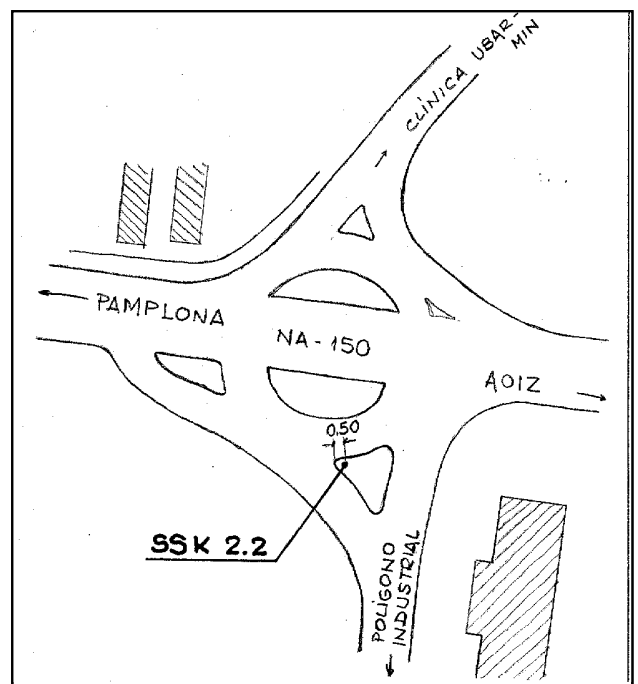 CLÍNICA UBAR-
MIN
PAMPLONA
NA-150
AOIZ
0.50
SSK 2.2
POLÍGONO
INDUSTRIAL